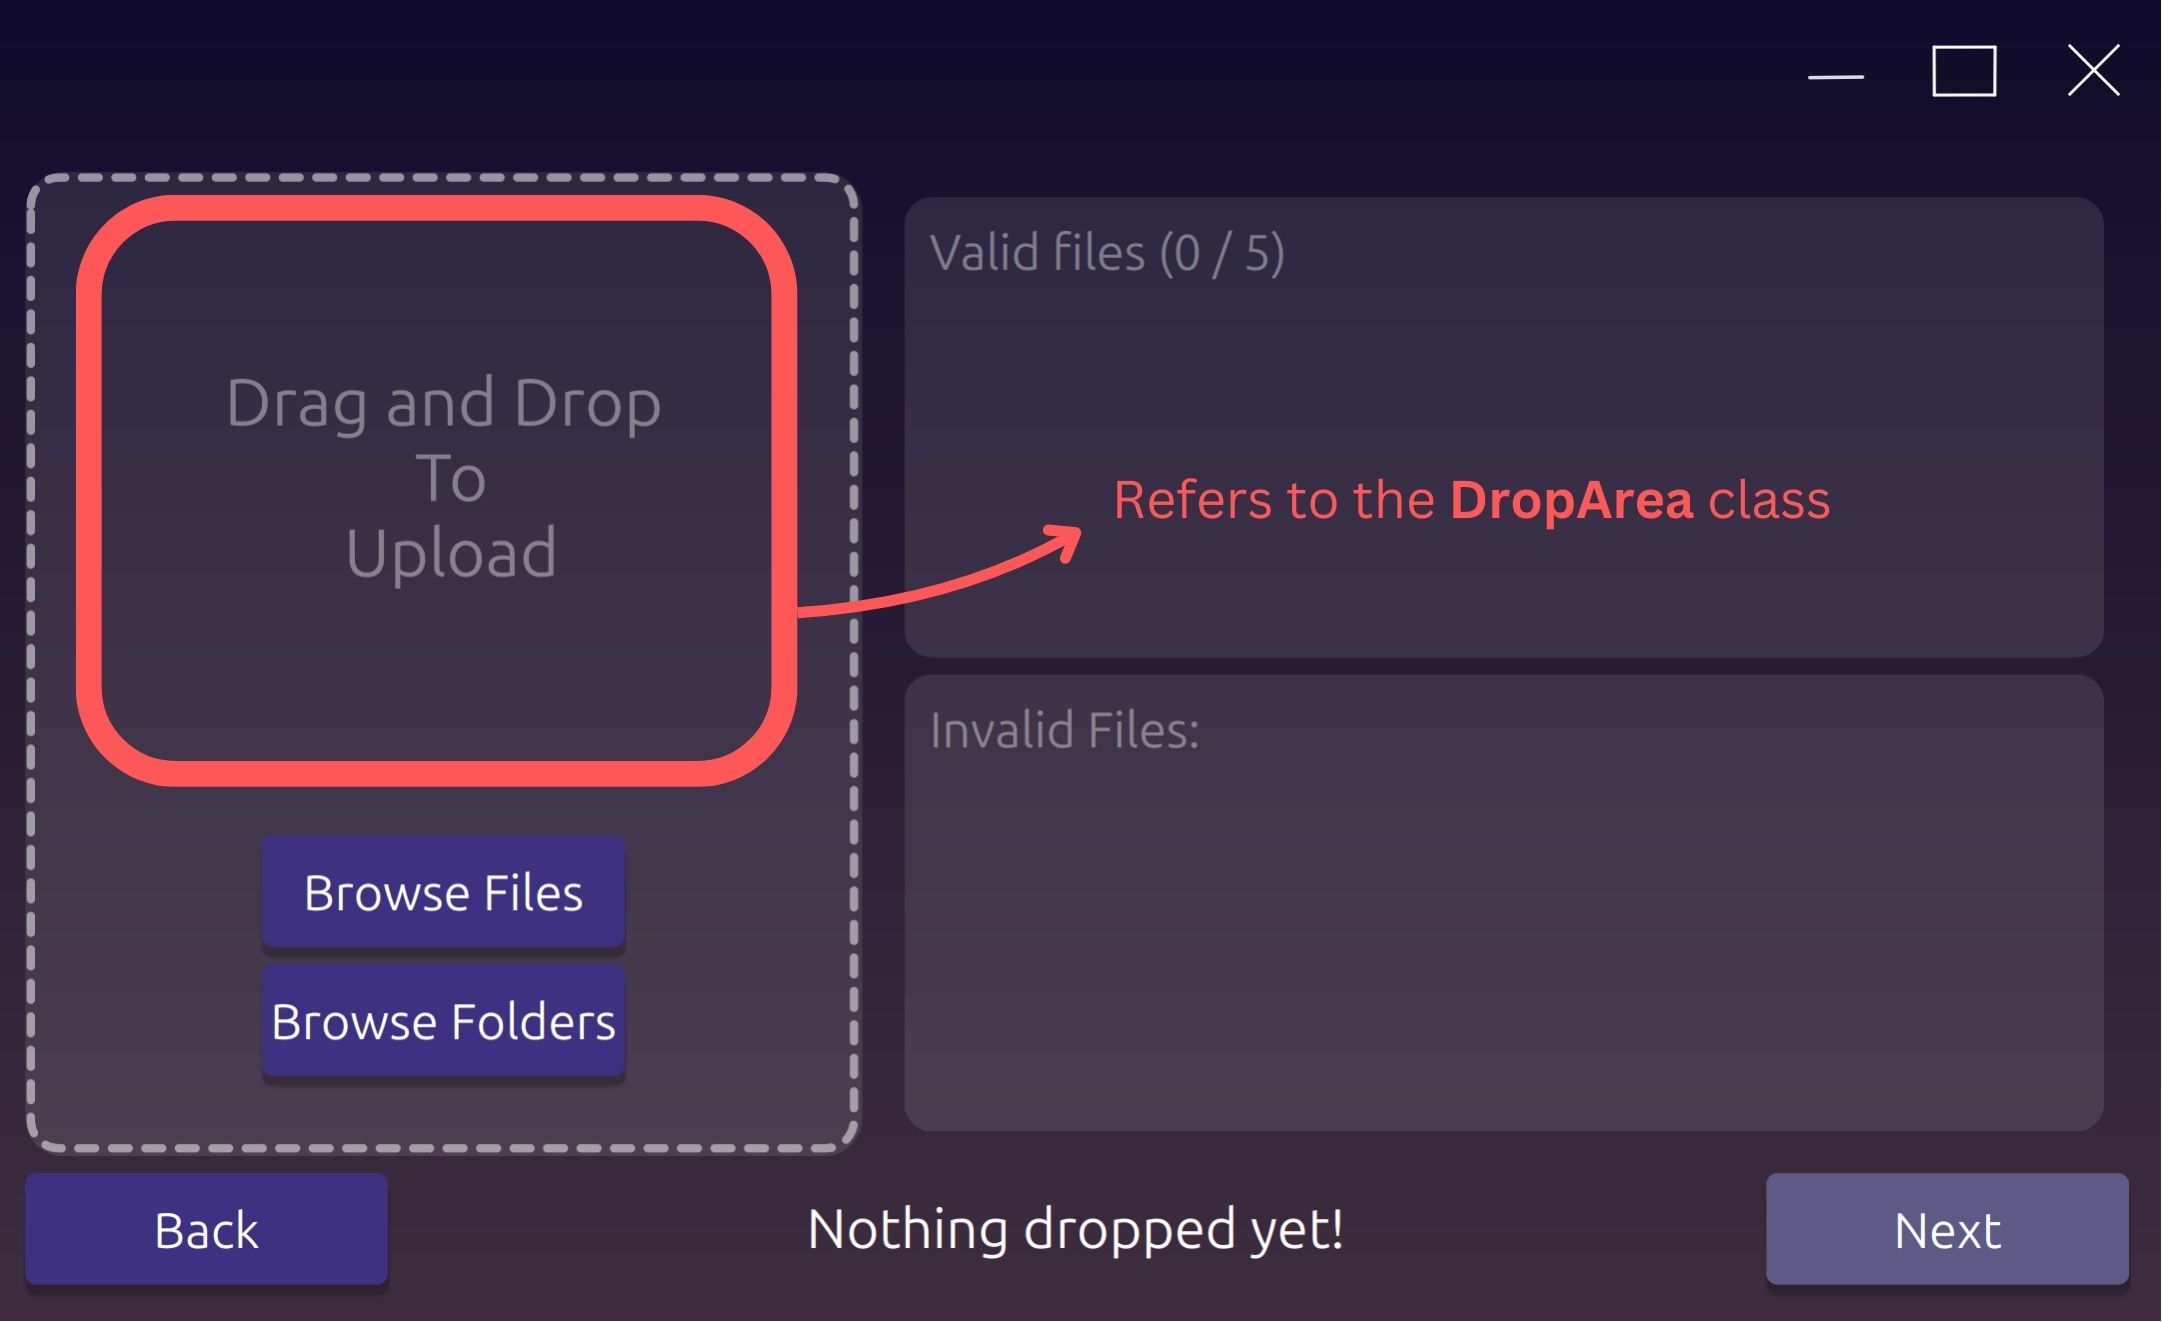 Drag and Drop
To
Upload
Browse Files
Browse Folders
Valid files (0 / 5)
Refers to the DropArea class
Invalid Files:
Back
Nothing dropped yet!
Next